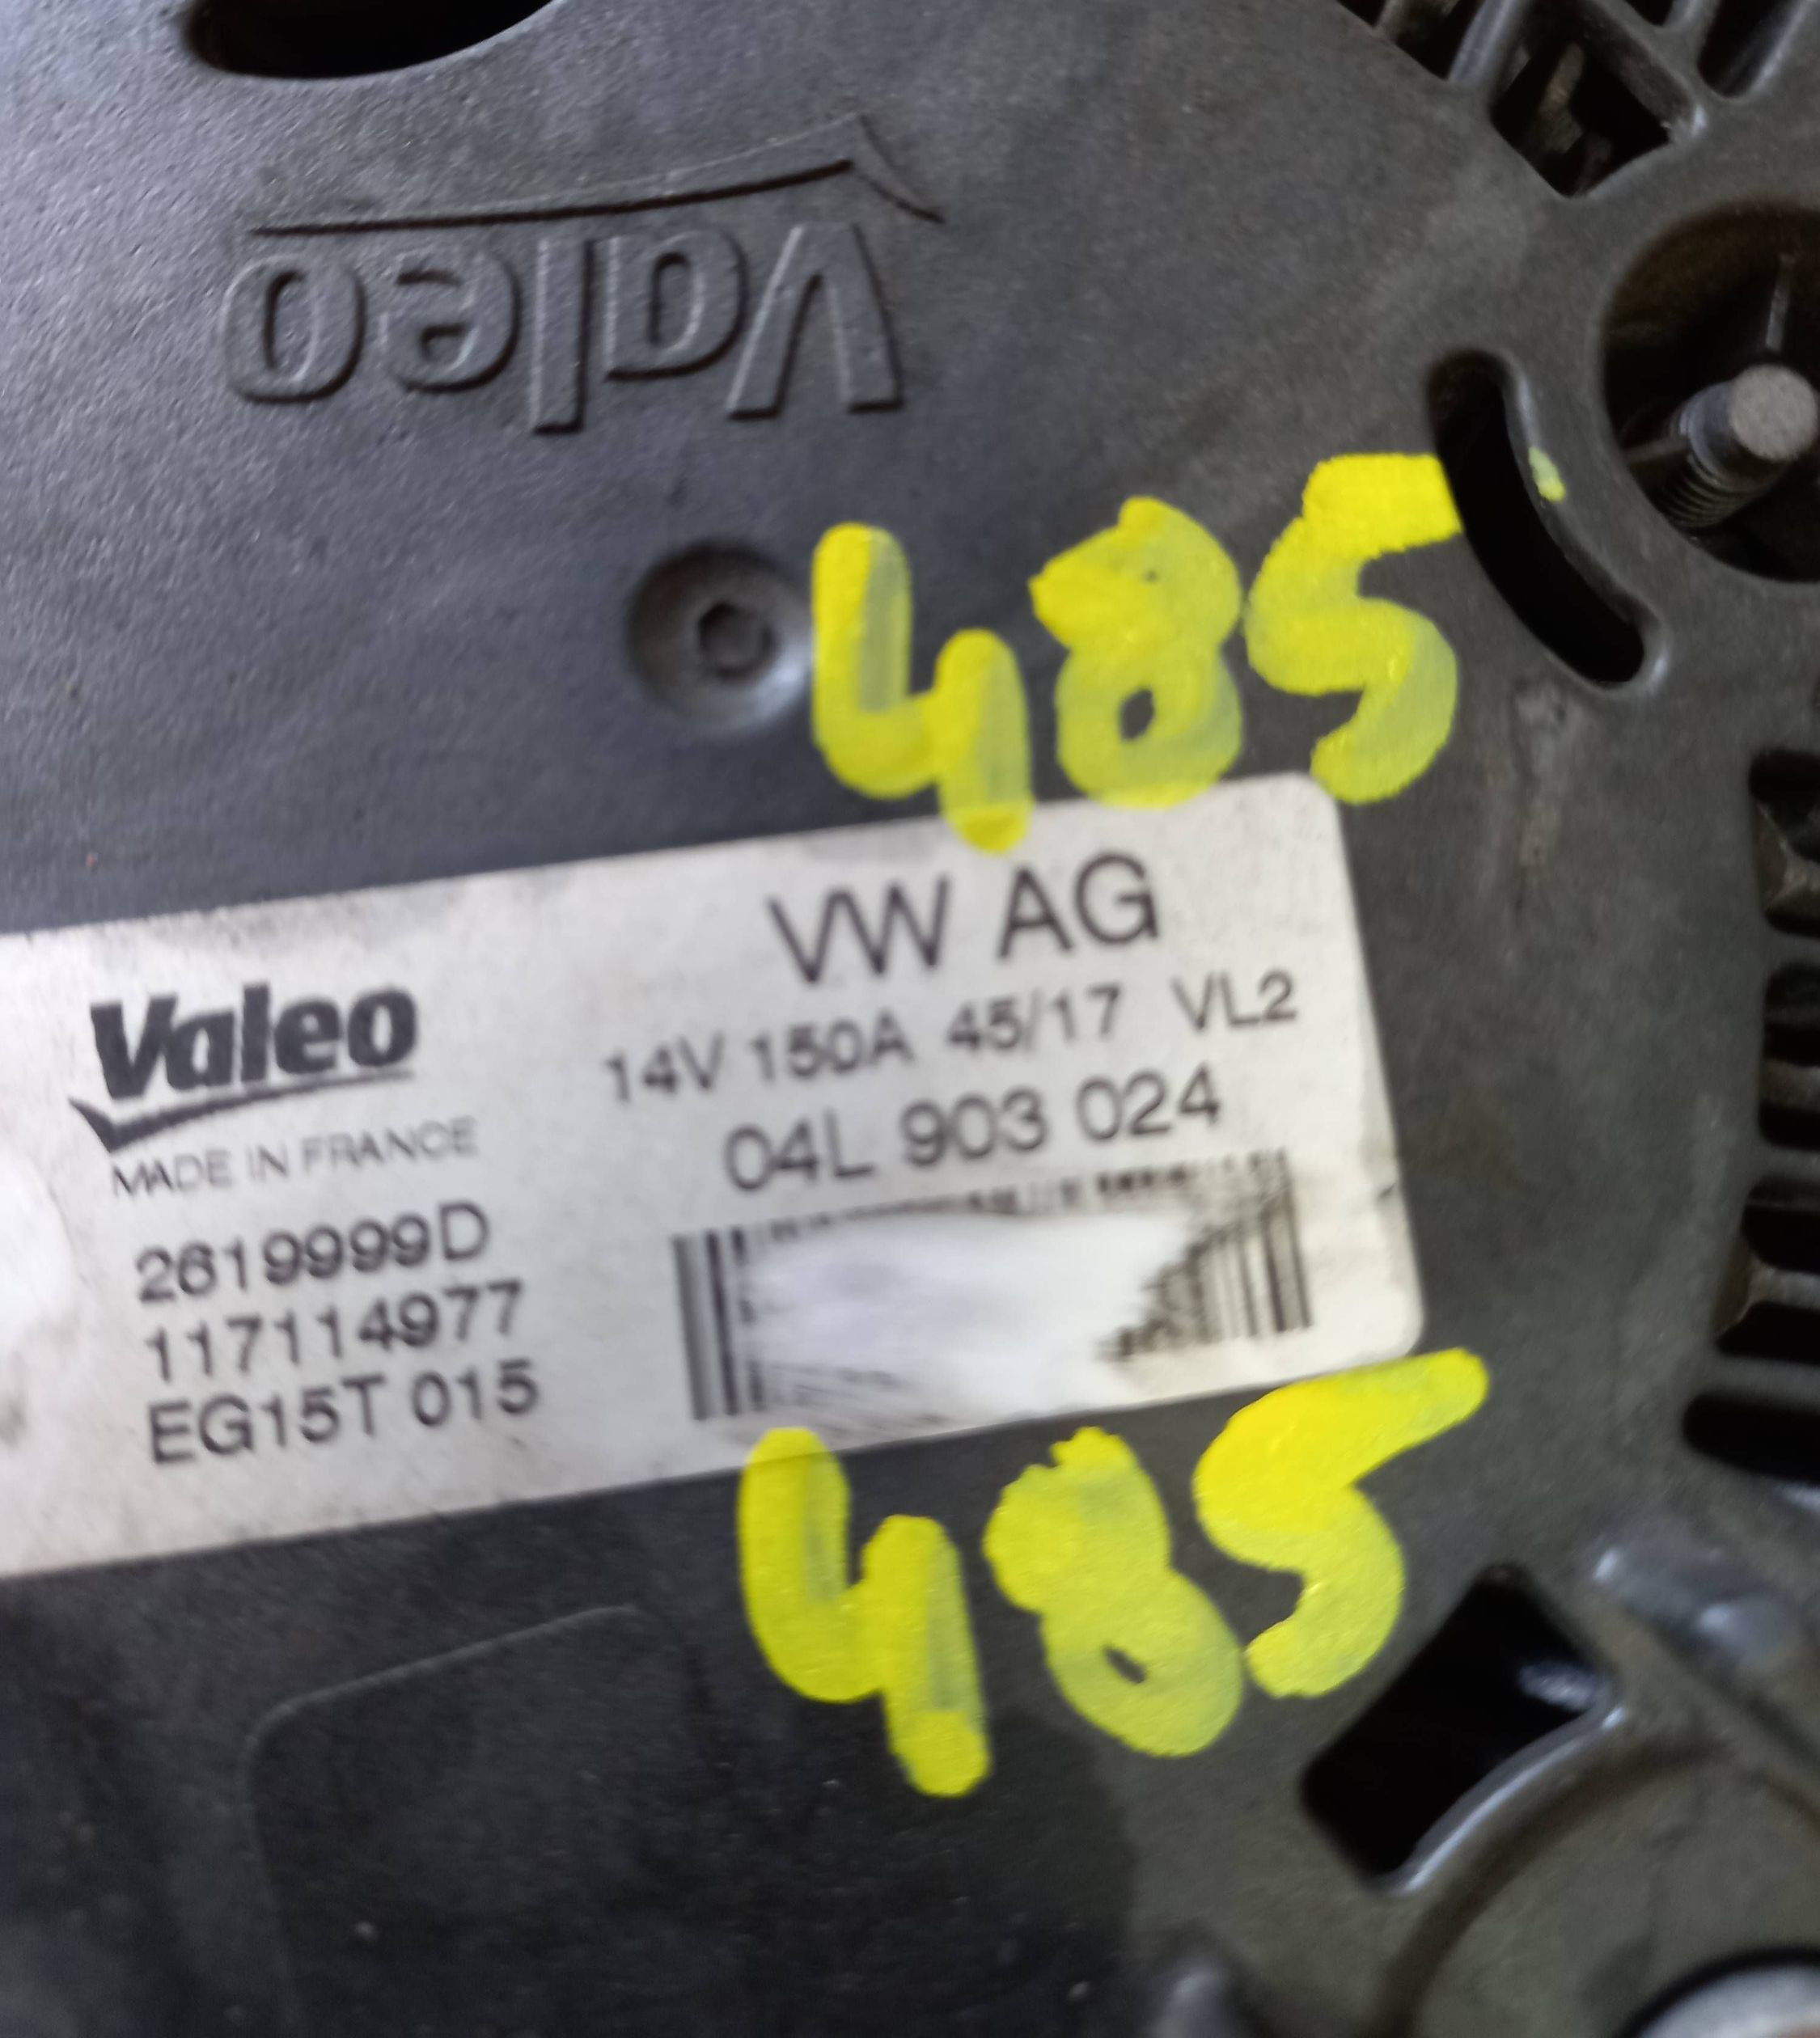 Valeo
485
VW AG
Valeo
14V 150A 45/17 VL2
MADE IN FRANCE
04L 903 024
2619999D
117114977
EG15T 015
485